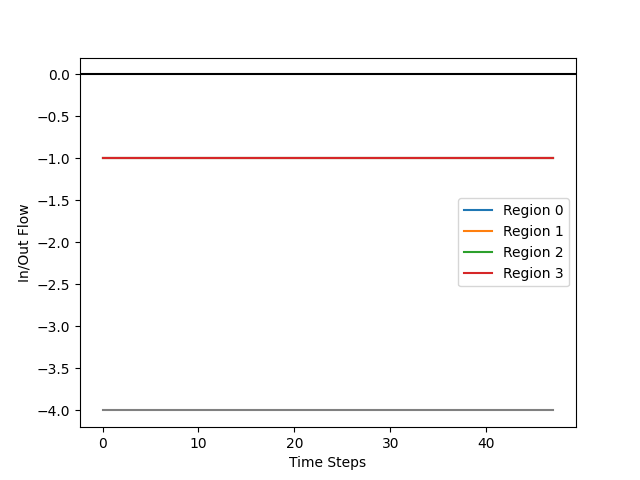 0.0
−0.5
−1.0
−1.5
−2.0
−2.5
−3.0
−3.5
−4.0
In/Out Flow
Region 0
Region 1
Region 2
Region 3
0 10 20 30 40
Time Steps